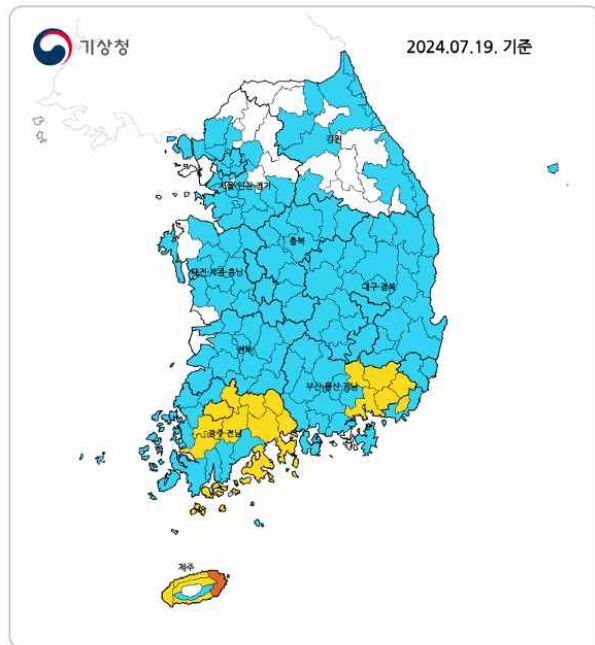 기상청
2024.07.19. 기준
강원
서울·인천·경기
충북
대전·세종·충남
대구·경북
전북
부산·울산·경남
광주·전남
제주